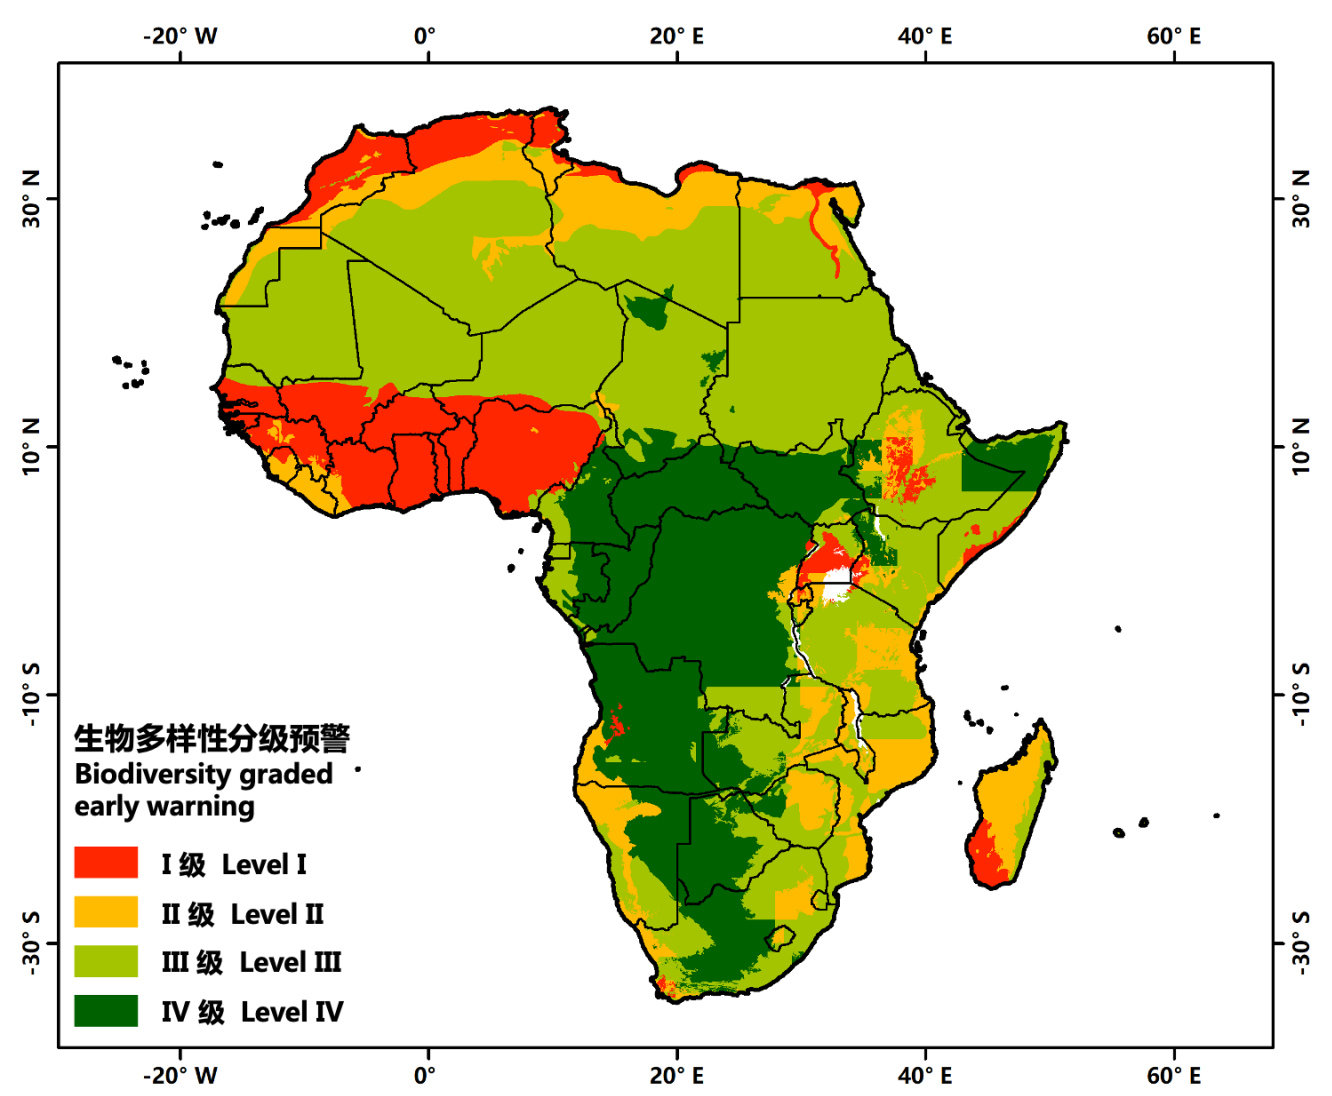 -20° W 0° 20° E 40° E 60° E
30° N 30° N
10° N 10° N
-10° S -10° S
-30° S -30° S
生物多样性分级预警
Biodiversity graded
early warning
I 级 Level I
II 级 Level II
III 级 Level III
IV 级 Level IV
-20° W 0° 20° E 40° E 60° E